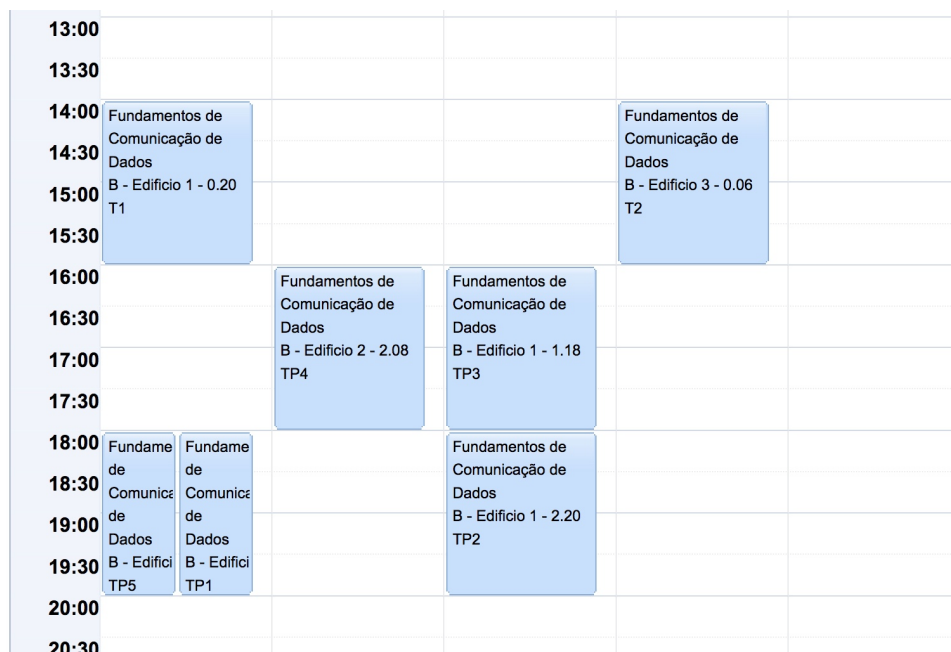 13:00
13:30
14:00
14:30
15:00
15:30
16:00
16:30
17:00
17:30
18:00
18:30
19:00
19:30
20:00
20:30
Fundamentos de
Comunicação de
Dados
B - Edificio 1 - 0.20
T1
Fundamentos de
Comunicação de
Dados
B - Edificio 3 - 0.06
T2
Fundamentos de
Comunicação de
Dados
B - Edificio 2 - 2.08
TP4
Fundamentos de
Comunicação de
Dados
B - Edificio 1 - 1.18
TP3
Fundame
de
Comunica
de
Dados
B - Edifici
TP5
Fundame
de
Comunica
de
Dados
B - Edifici
TP1
Fundamentos de
Comunicação de
Dados
B - Edificio 1 - 2.20
TP2